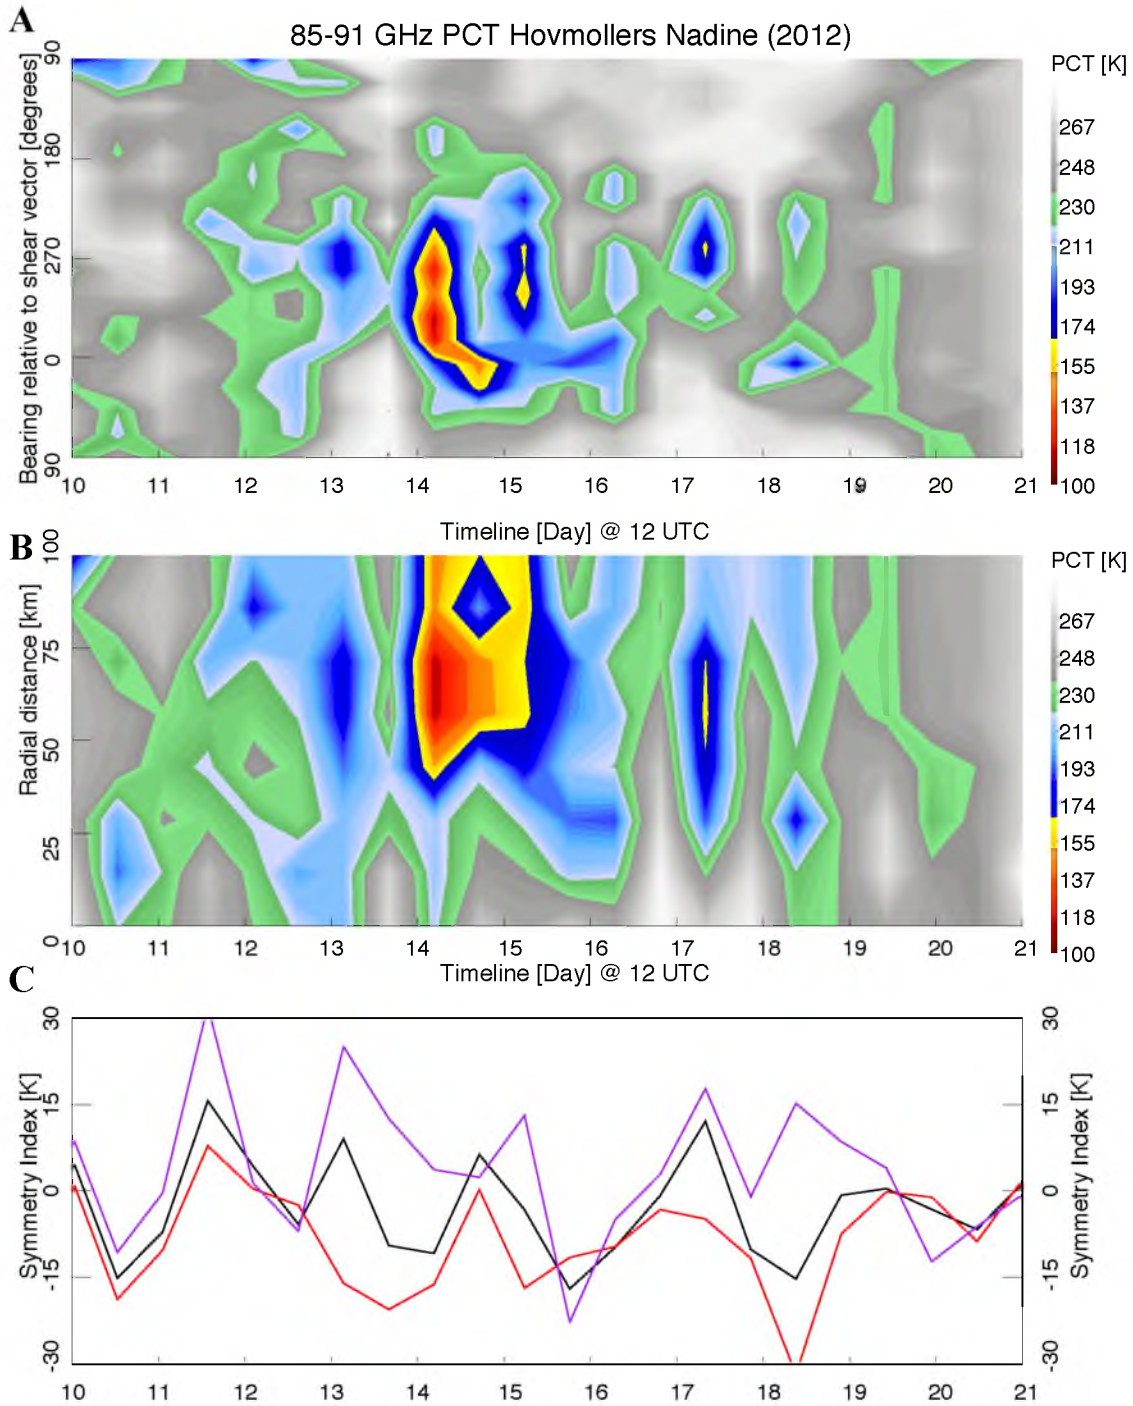 A
85-91 GHz PCT Hovmollers Nadine (2012)
Bearing relative to shear vector [degrees]
90
180
270
0
90
10 11 12 13 14 15 16 17 18 19 20 21
Timeline [Day] @ 12 UTC
PCT [K]
267
248
230
211
193
174
155
137
118
100
B
Radial distance [km]
100
75
50
25
0
10 11 12 13 14 15 16 17 18 19 20 21
Timeline [Day] @ 12 UTC
PCT [K]
267
248
230
211
193
174
155
137
118
100
C
Symmetry Index [K]
30
15
0
-15
-30
30
15
0
-15
-30
Symmetry Index [K]
10 11 12 13 14 15 16 17 18 19 20 21